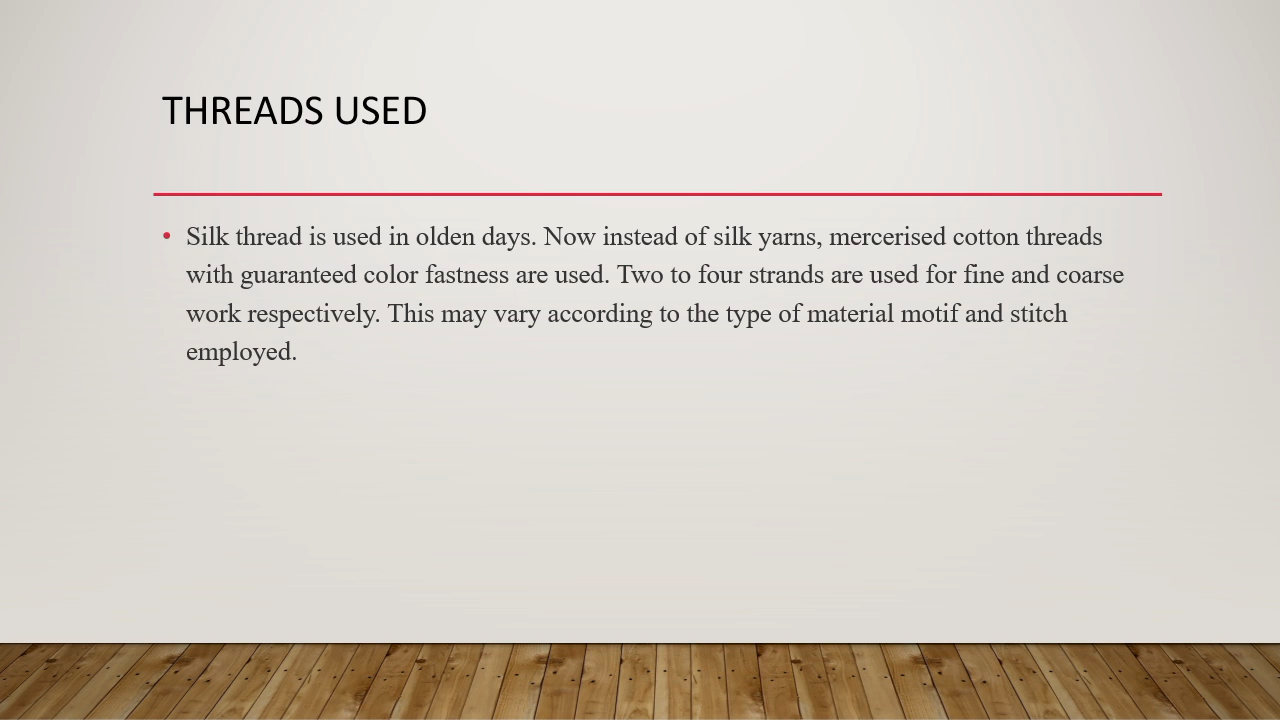 THREADS USED
• Silk thread is used in olden days. Now instead of silk yarns, mercerised cotton threads
with guaranteed color fastness are used. Two to four strands are used for fine and coarse
work respectively. This may vary according to the type of material motif and stitch
employed.